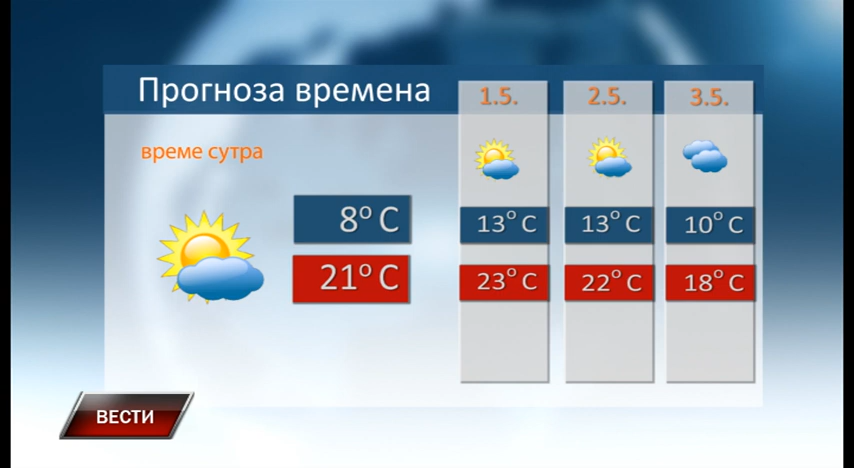 Прогноза времена
време сутра
8° C
21° C
1.5.
2.5.
3.5.
13° C
13° C
10° C
23° C
22° C
18° C
ВЕСТИ